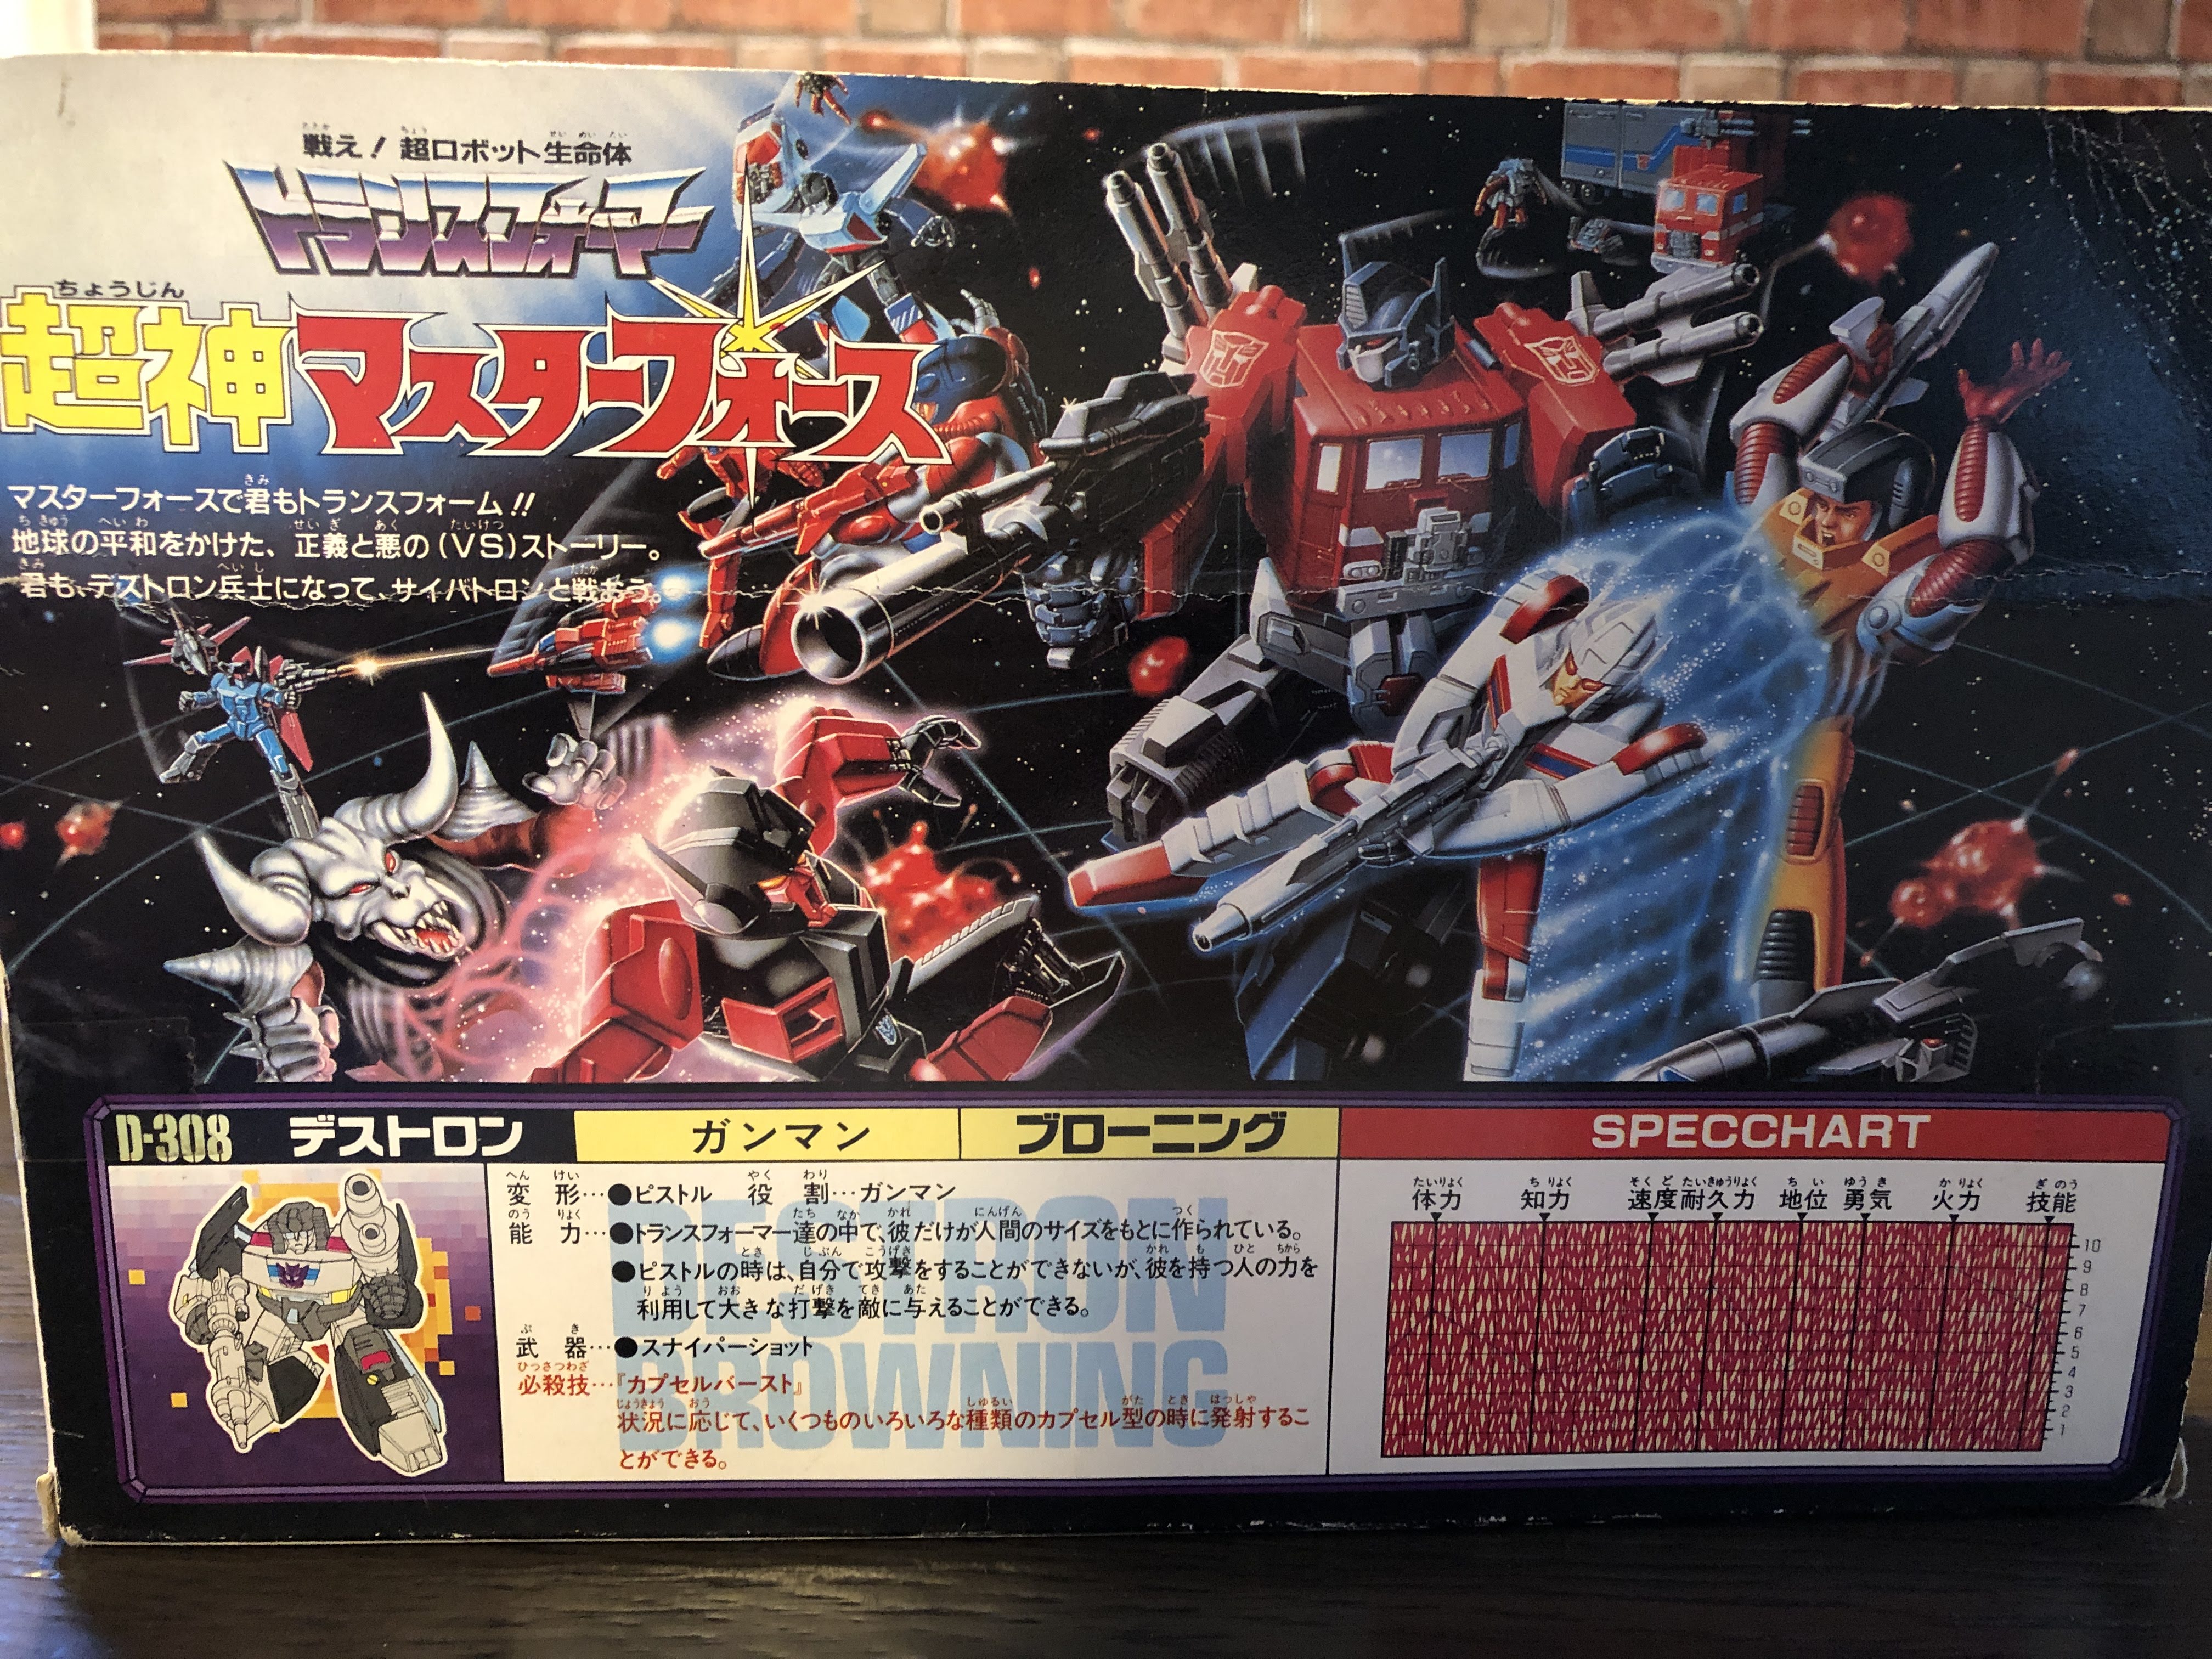 戦え！超ロボット生命体
トランスフォーマー
超神マスターフォース
マスターフォースで君もトランスフォーム!!
地球の平和をかけた、正義と悪の(VS)ストーリー。
君も、デストロン兵士になって、サイバトロンと戦おう。
D-308 デストロン ガンマン ブローニング SPECCHART
変形…●ピストル 役割…ガンマン
能力…●トランスフォーマー達の中で、彼だけが人間のサイズをもとに作られている。
●ピストルの時は、自分で攻撃をすることができないが、彼を持つ人の力を
利用して大きな打撃を敵に与えることができる。
武器…●スナイパーショット
必殺技…『カプセルバースト』
状況に応じて、いくつものいろいろな種類のカプセル型の時に発射するこ
とができる。
DESTRON
BROWNING
体力 知力 速度 耐久力 地位 勇気 火力 技能
10
9
8
7
6
5
4
3
2
1